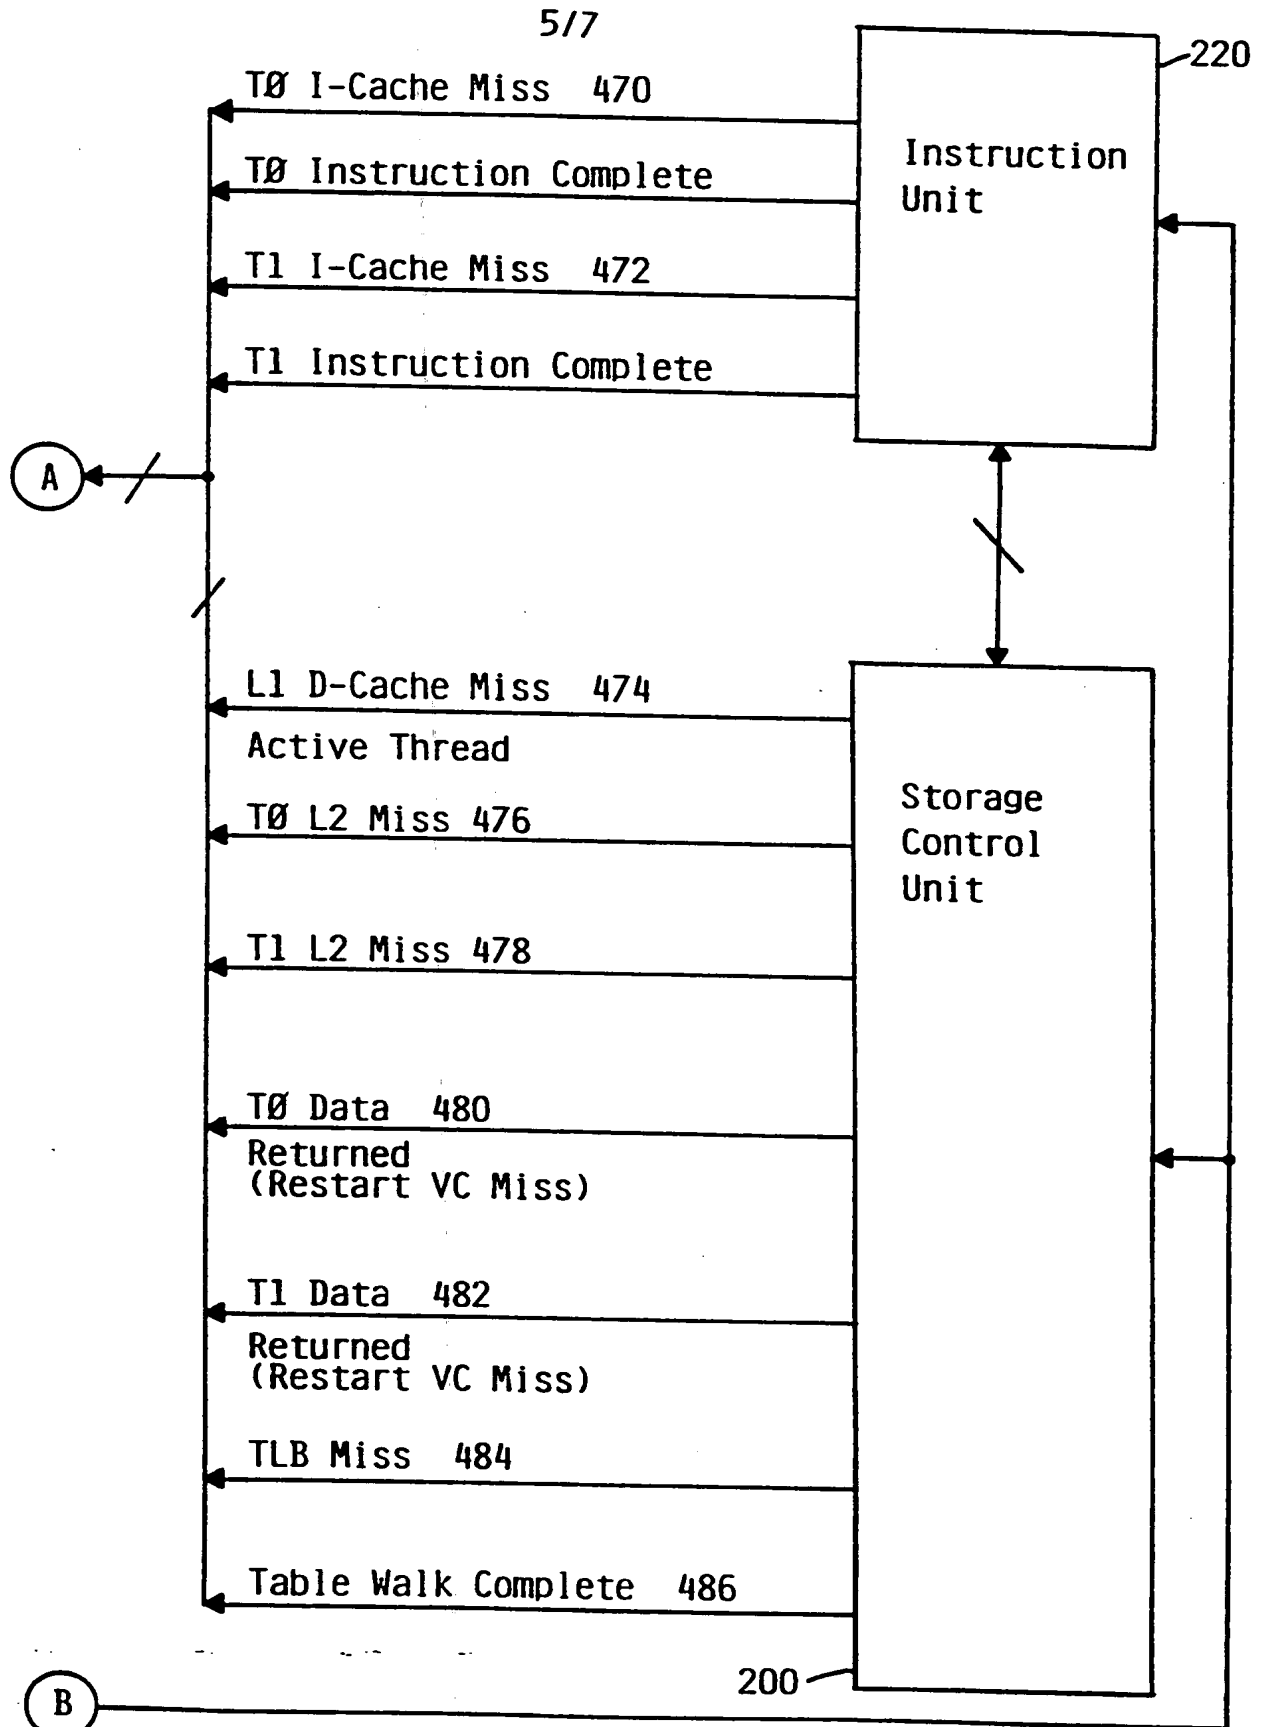 5/7
220
TØ I-Cache Miss 470
Instruction
Unit
TØ Instruction Complete
T1 I-Cache Miss 472
T1 Instruction Complete
A
L1 D-Cache Miss 474
Active Thread
Storage
Control
Unit
TØ L2 Miss 476
T1 L2 Miss 478
TØ Data 480
Returned
(Restart VC Miss)
T1 Data 482
Returned
(Restart VC Miss)
TLB Miss 484
Table Walk Complete 486
200
B